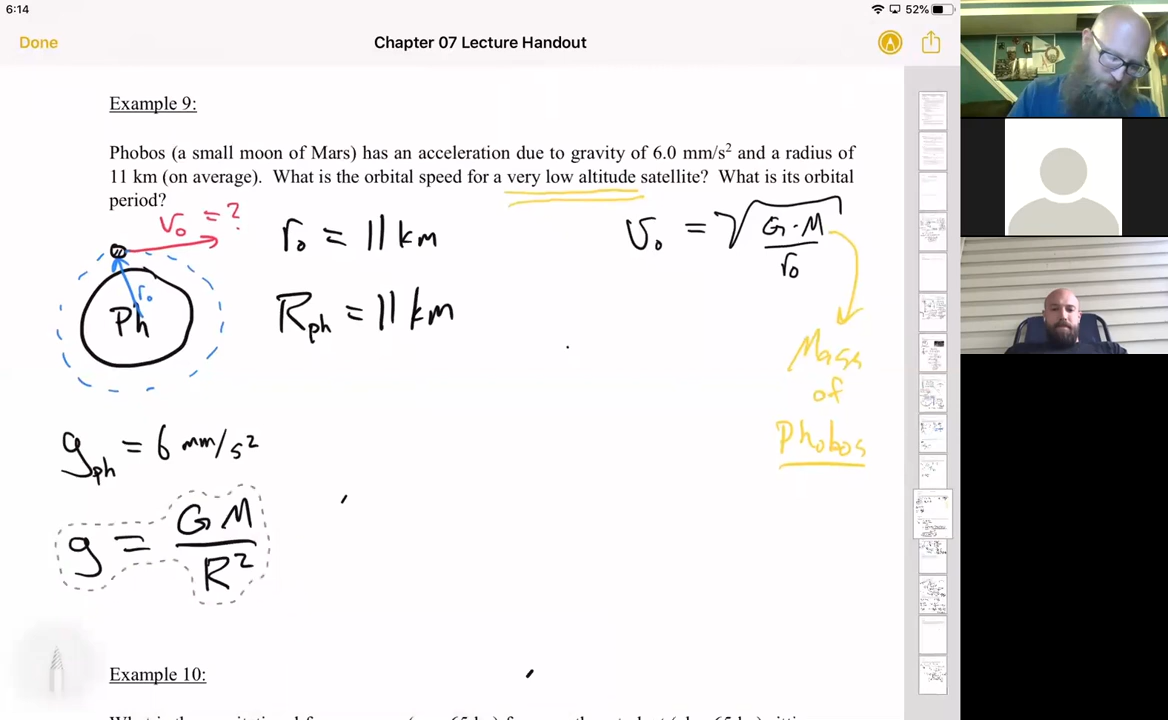 6:14
52%
Done
Chapter 07 Lecture Handout
Example 9:
Phobos (a small moon of Mars) has an acceleration due to gravity of 6.0 mm/s² and a radius of
11 km (on average). What is the orbital speed for a very low altitude satellite? What is its orbital
period?
v₀ = ?
r₀ = 11 km
v₀ = √(G·M / r₀)
r₀
Ph
R_ph = 11 km
Mass
of
Phobos
g_ph = 6 mm/s²
g = GM / R²
Example 10: